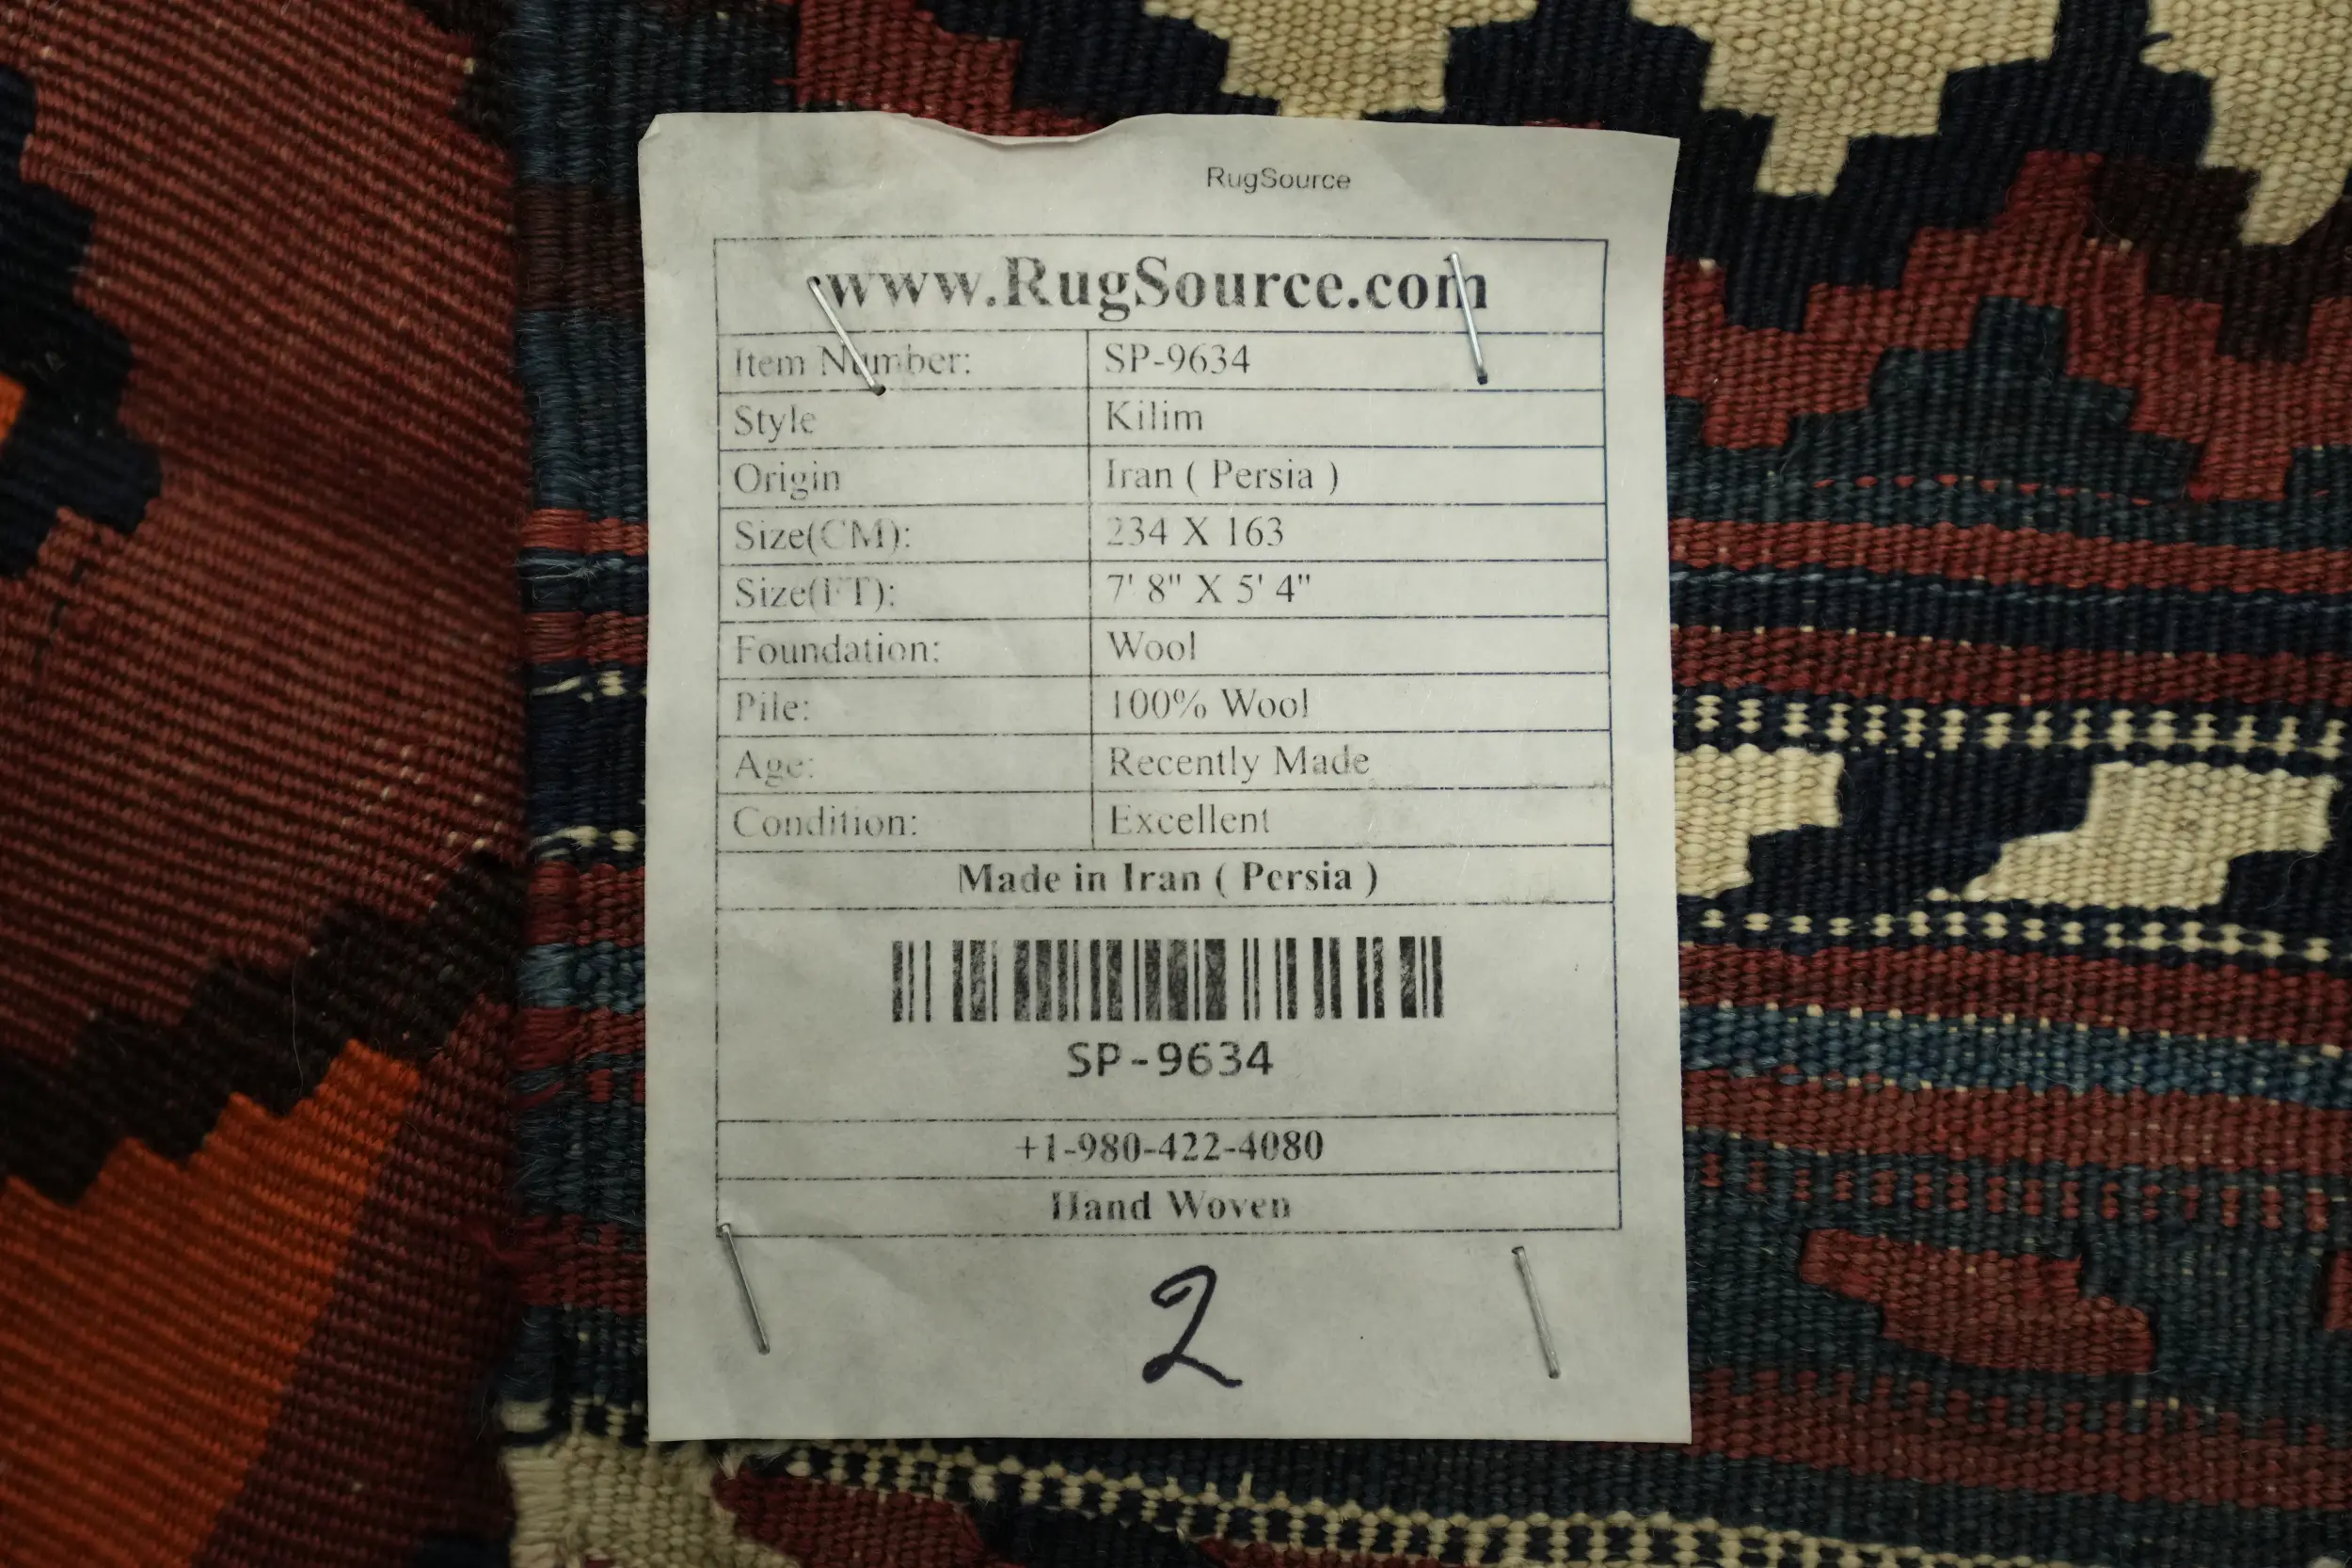 RugSource
www.RugSource.com
Item Number: SP-9634
Style Kilim
Origin Iran ( Persia )
Size(CM): 234 X 163
Size(FT): 7' 8" X 5' 4"
Foundation: Wool
Pile: 100% Wool
Age: Recently Made
Condition: Excellent
Made in Iran ( Persia )
SP-9634
+1-980-422-4080
Hand Woven
2